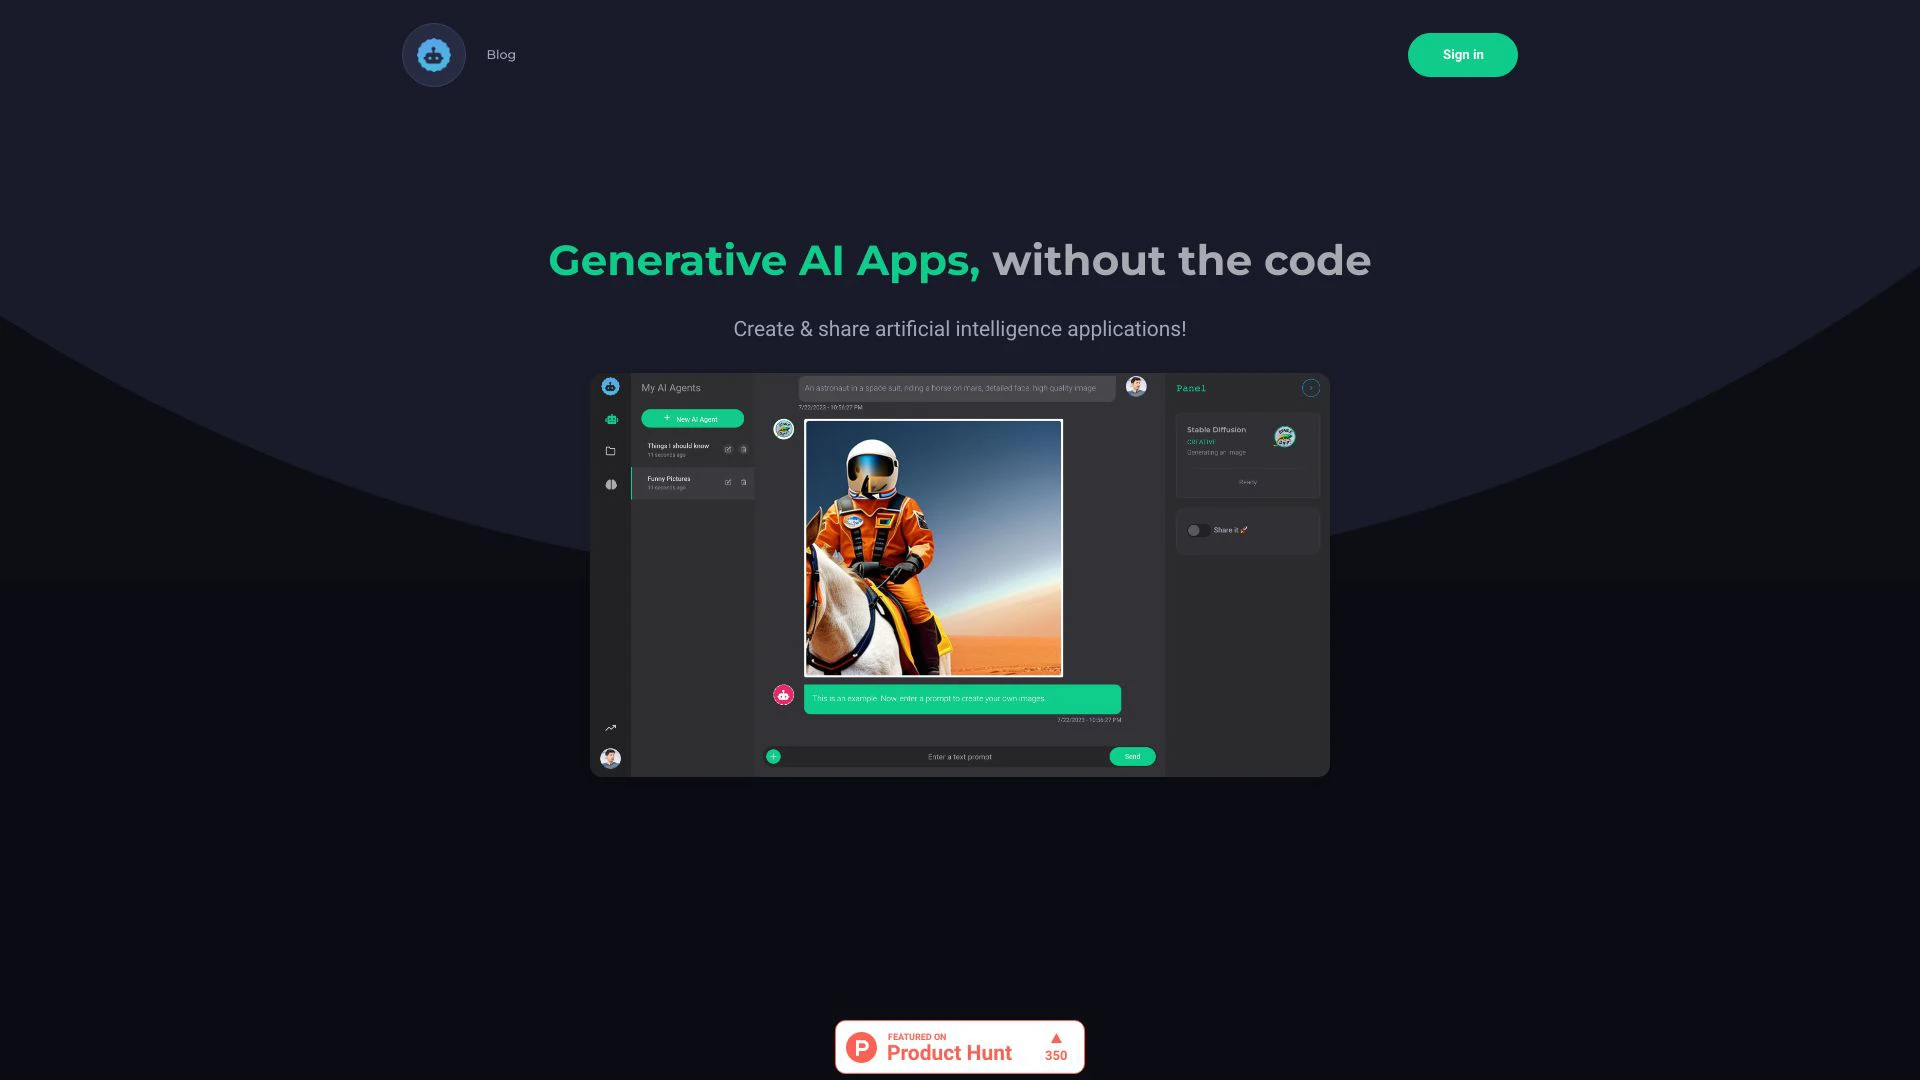 Blog
Sign in
Generative AI Apps, without the code
Create & share artificial intelligence applications!
My AI Agents
+ New AI Agent
Things I should know
11 seconds ago
Funny Pictures
11 seconds ago
An astronaut in a space suit, riding a horse on mars, detailed face, high quality image
7/22/2023 - 10:56:27 PM
This is an example. Now, enter a prompt to create your own images.
7/22/2023 - 10:56:27 PM
+
Enter a text prompt
Send
Panel
Stable Diffusion
CREATIVE
Generating an image
Ready
Share it 🚀
P
FEATURED ON
Product Hunt
350